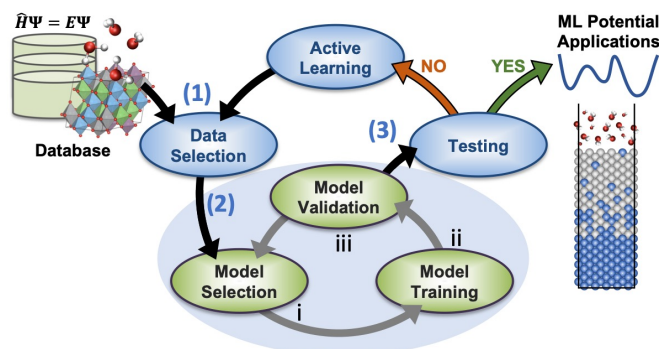 ĤΨ = EΨ
Database
(1)
Data
Selection
Active
Learning
NO
YES
ML Potential
Applications
(3)
Testing
(2)
Model
Validation
iii
ii
Model
Selection
i
Model
Training